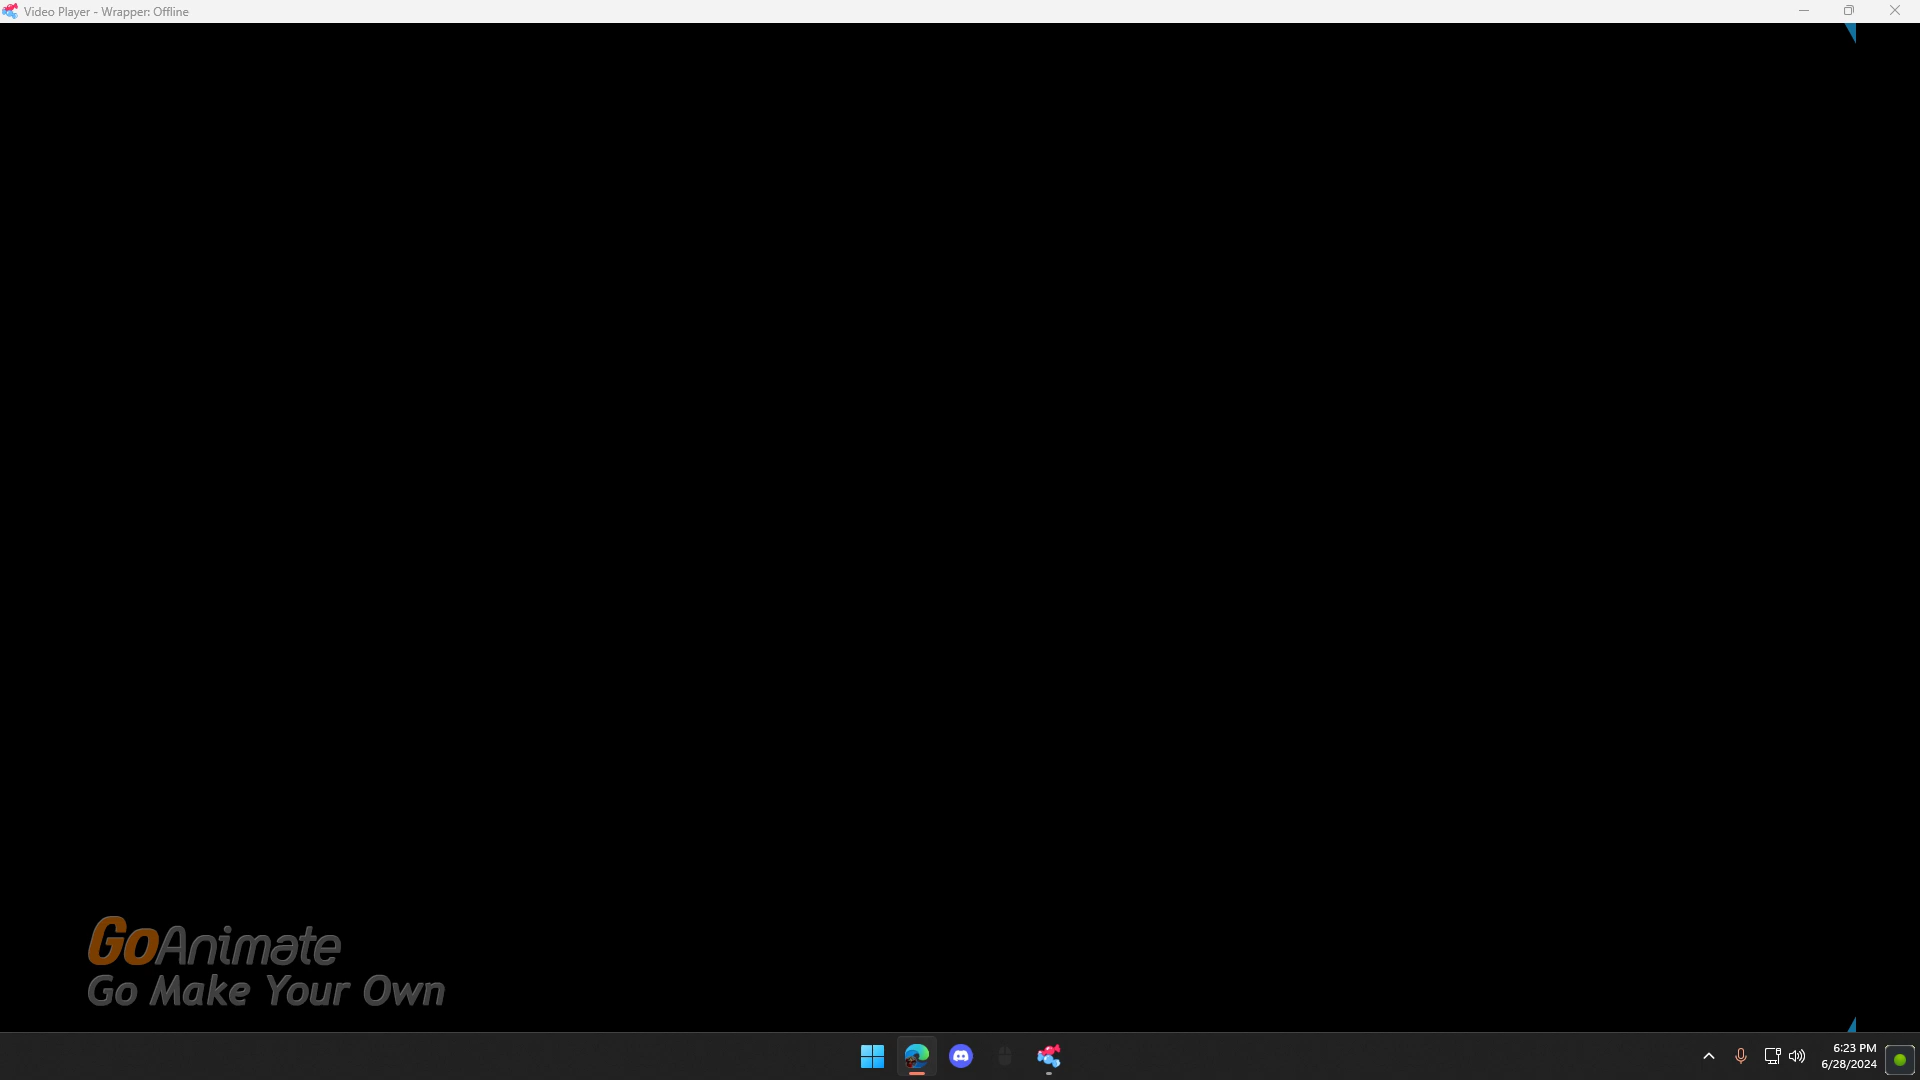 Video Player - Wrapper: Offline
GoAnimate
Go Make Your Own
6:23 PM
6/28/2024